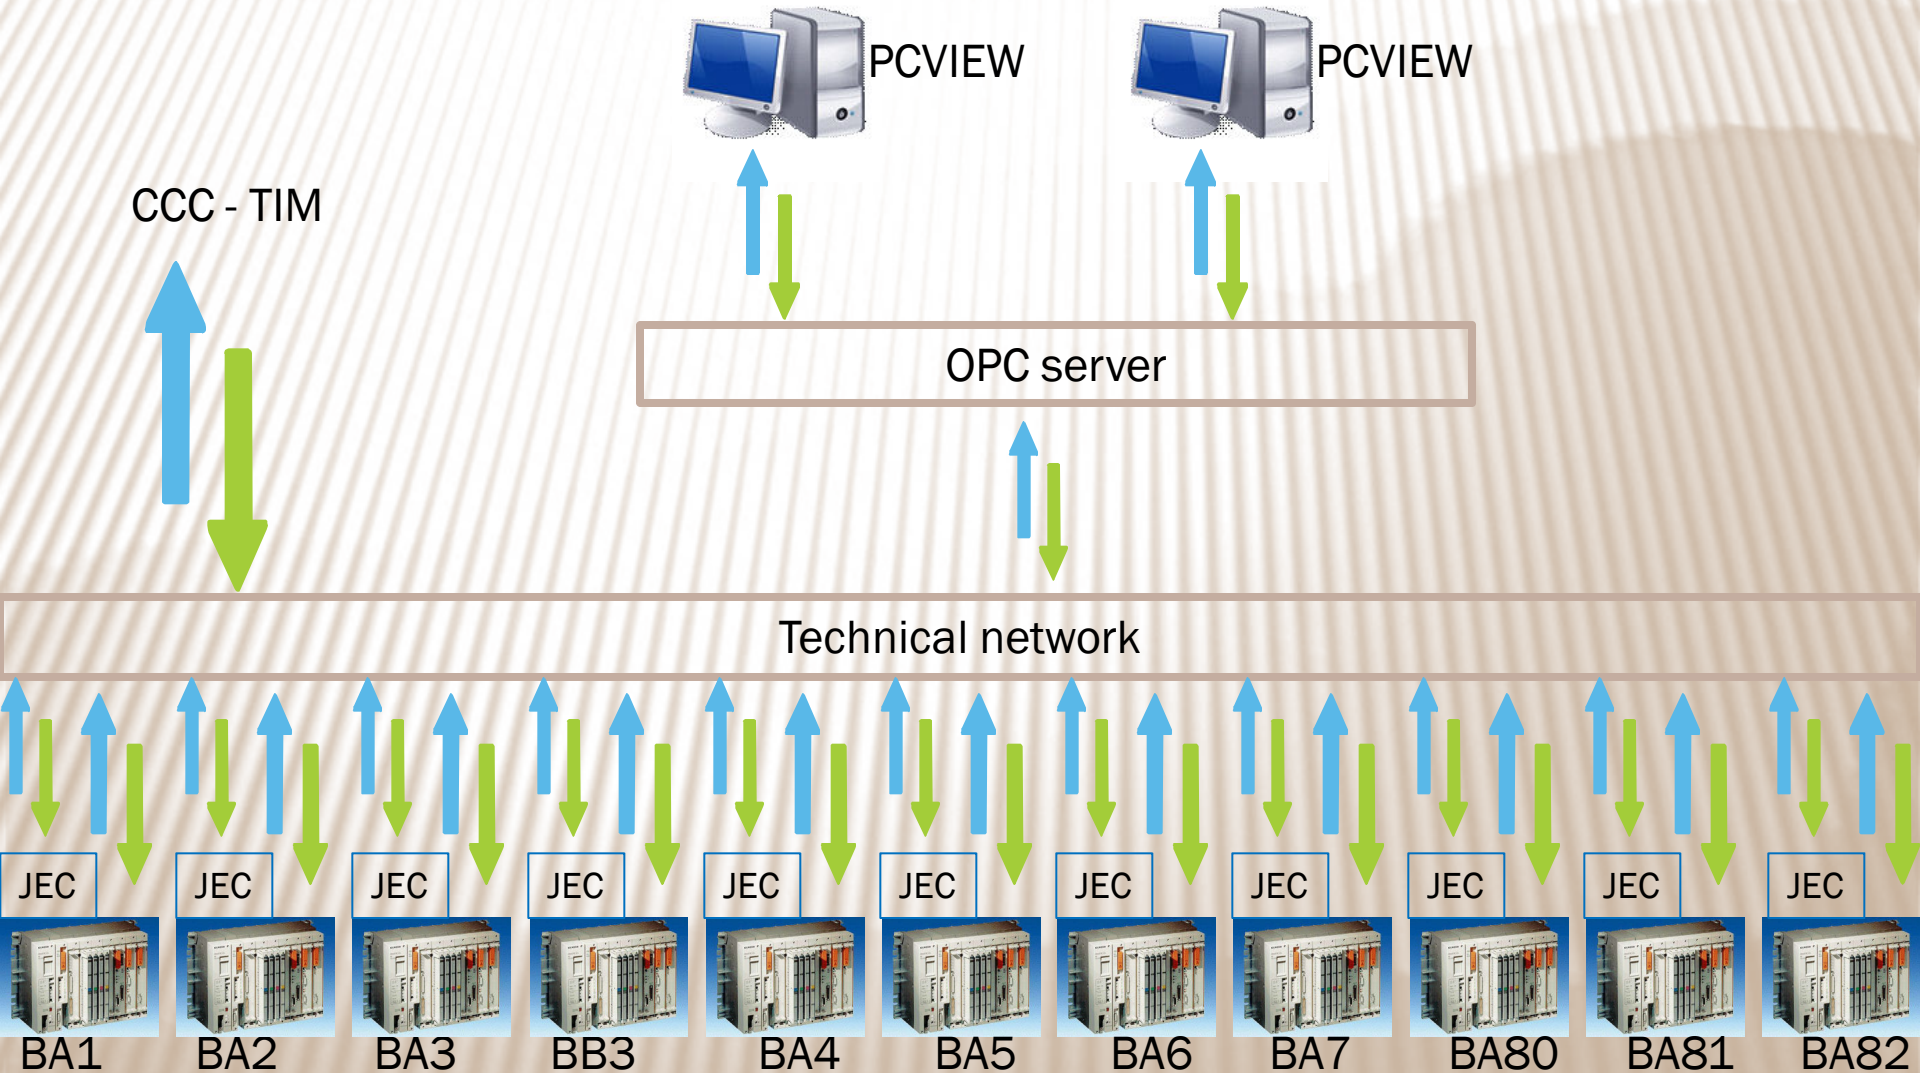 PCVIEW
PCVIEW
CCC - TIM
OPC server
Technical network
JEC
JEC
JEC
JEC
JEC
JEC
JEC
JEC
JEC
JEC
JEC
BA1
BA2
BA3
BB3
BA4
BA5
BA6
BA7
BA80
BA81
BA82